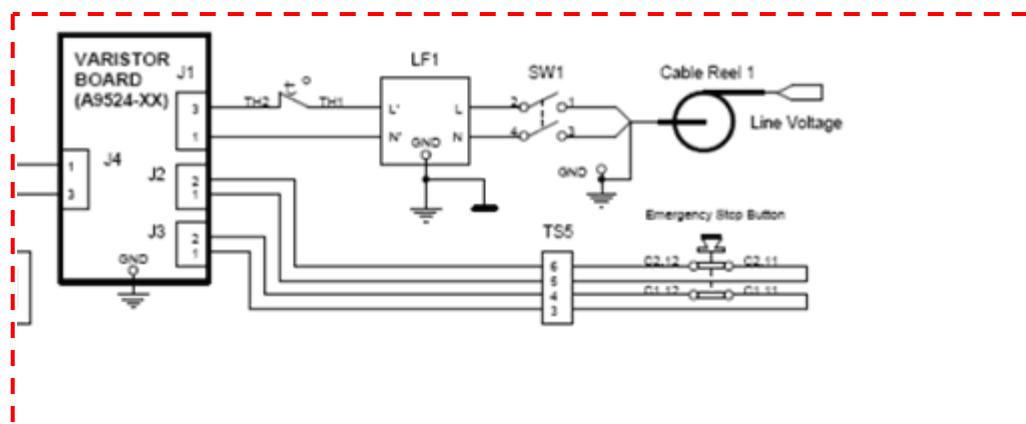 VARISTOR
BOARD
(A9524-XX)
J1
3
1
J4
1
3
J2
2
1
J3
2
1
GND
TH2
TH1
LF1
L'
L
N'
N
GND
SW1
2
1
4
3
Cable Reel 1
Line Voltage
GND
Emergency Stop Button
TS5
6
5
4
3
C2.12
C2.11
C1.12
C1.11